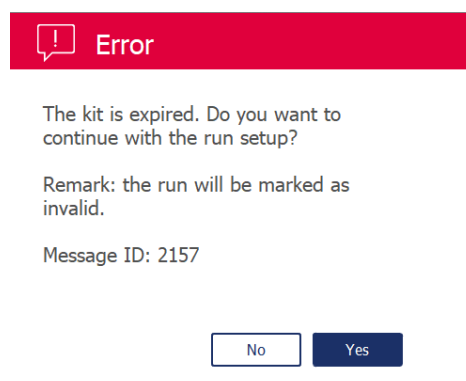 Error
The kit is expired. Do you want to
continue with the run setup?
Remark: the run will be marked as
invalid.
Message ID: 2157
No
Yes